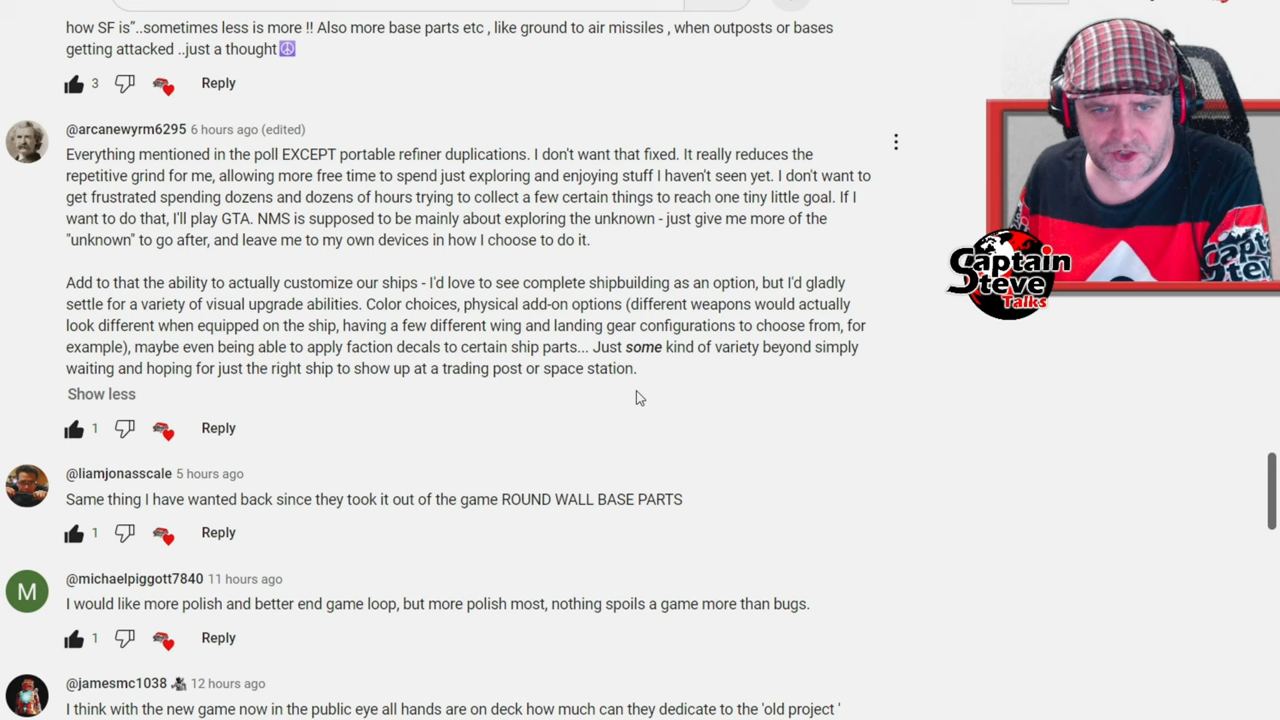 how SF is”..sometimes less is more !! Also more base parts etc , like ground to air missiles , when outposts or bases
getting attacked ..just a thought☮
3
Reply
@arcanewyrm6295 6 hours ago (edited)
Everything mentioned in the poll EXCEPT portable refiner duplications. I don't want that fixed. It really reduces the
repetitive grind for me, allowing more free time to spend just exploring and enjoying stuff I haven't seen yet. I don't want to
get frustrated spending dozens and dozens of hours trying to collect a few certain things to reach one tiny little goal. If I
want to do that, I'll play GTA. NMS is supposed to be mainly about exploring the unknown - just give me more of the
"unknown" to go after, and leave me to my own devices in how I choose to do it.
Add to that the ability to actually customize our ships - I'd love to see complete shipbuilding as an option, but I'd gladly
settle for a variety of visual upgrade abilities. Color choices, physical add-on options (different weapons would actually
look different when equipped on the ship, having a few different wing and landing gear configurations to choose from, for
example), maybe even being able to apply faction decals to certain ship parts... Just some kind of variety beyond simply
waiting and hoping for just the right ship to show up at a trading post or space station.
Show less
1
Reply
@liamjonasscale 5 hours ago
Same thing I have wanted back since they took it out of the game ROUND WALL BASE PARTS
1
Reply
M
@michaelpiggott7840 11 hours ago
I would like more polish and better end game loop, but more polish most, nothing spoils a game more than bugs.
1
Reply
@jamesmc1038 12 hours ago
I think with the new game now in the public eye all hands are on deck how much can they dedicate to the 'old project '
Captain
Steve
Talks